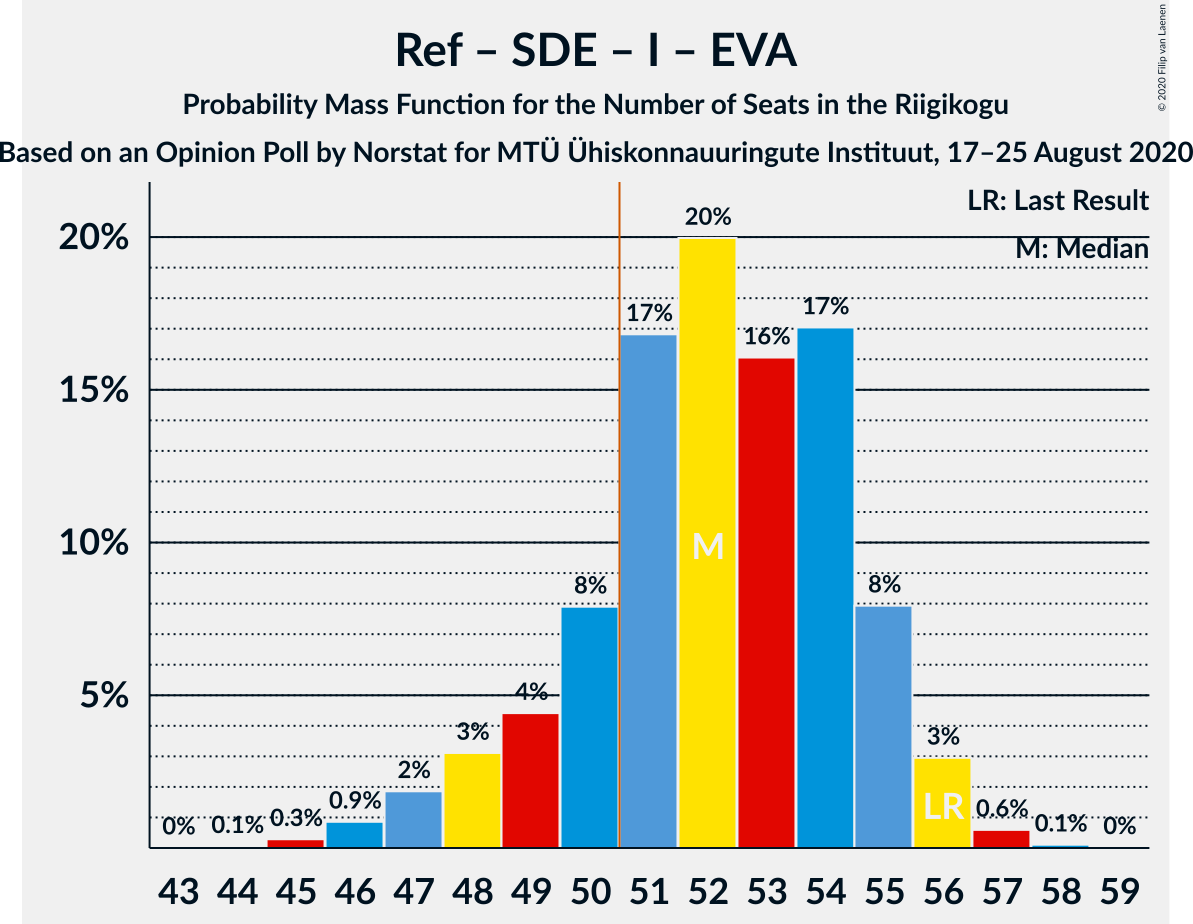 Ref – SDE – I – EVA
Probability Mass Function for the Number of Seats in the Riigikogu
Based on an Opinion Poll by Norstat for MTÜ Ühiskonnauuringute Instituut, 17–25 August 2020
© 2020 Filip van Laenen
LR: Last Result
M: Median
20%
15%
10%
5%
0% 0.1% 0.3% 0.9% 2% 3% 4% 8% 17% 20% 16% 17% 8% 3% 0.6% 0.1% 0%
M
LR
43 44 45 46 47 48 49 50 51 52 53 54 55 56 57 58 59